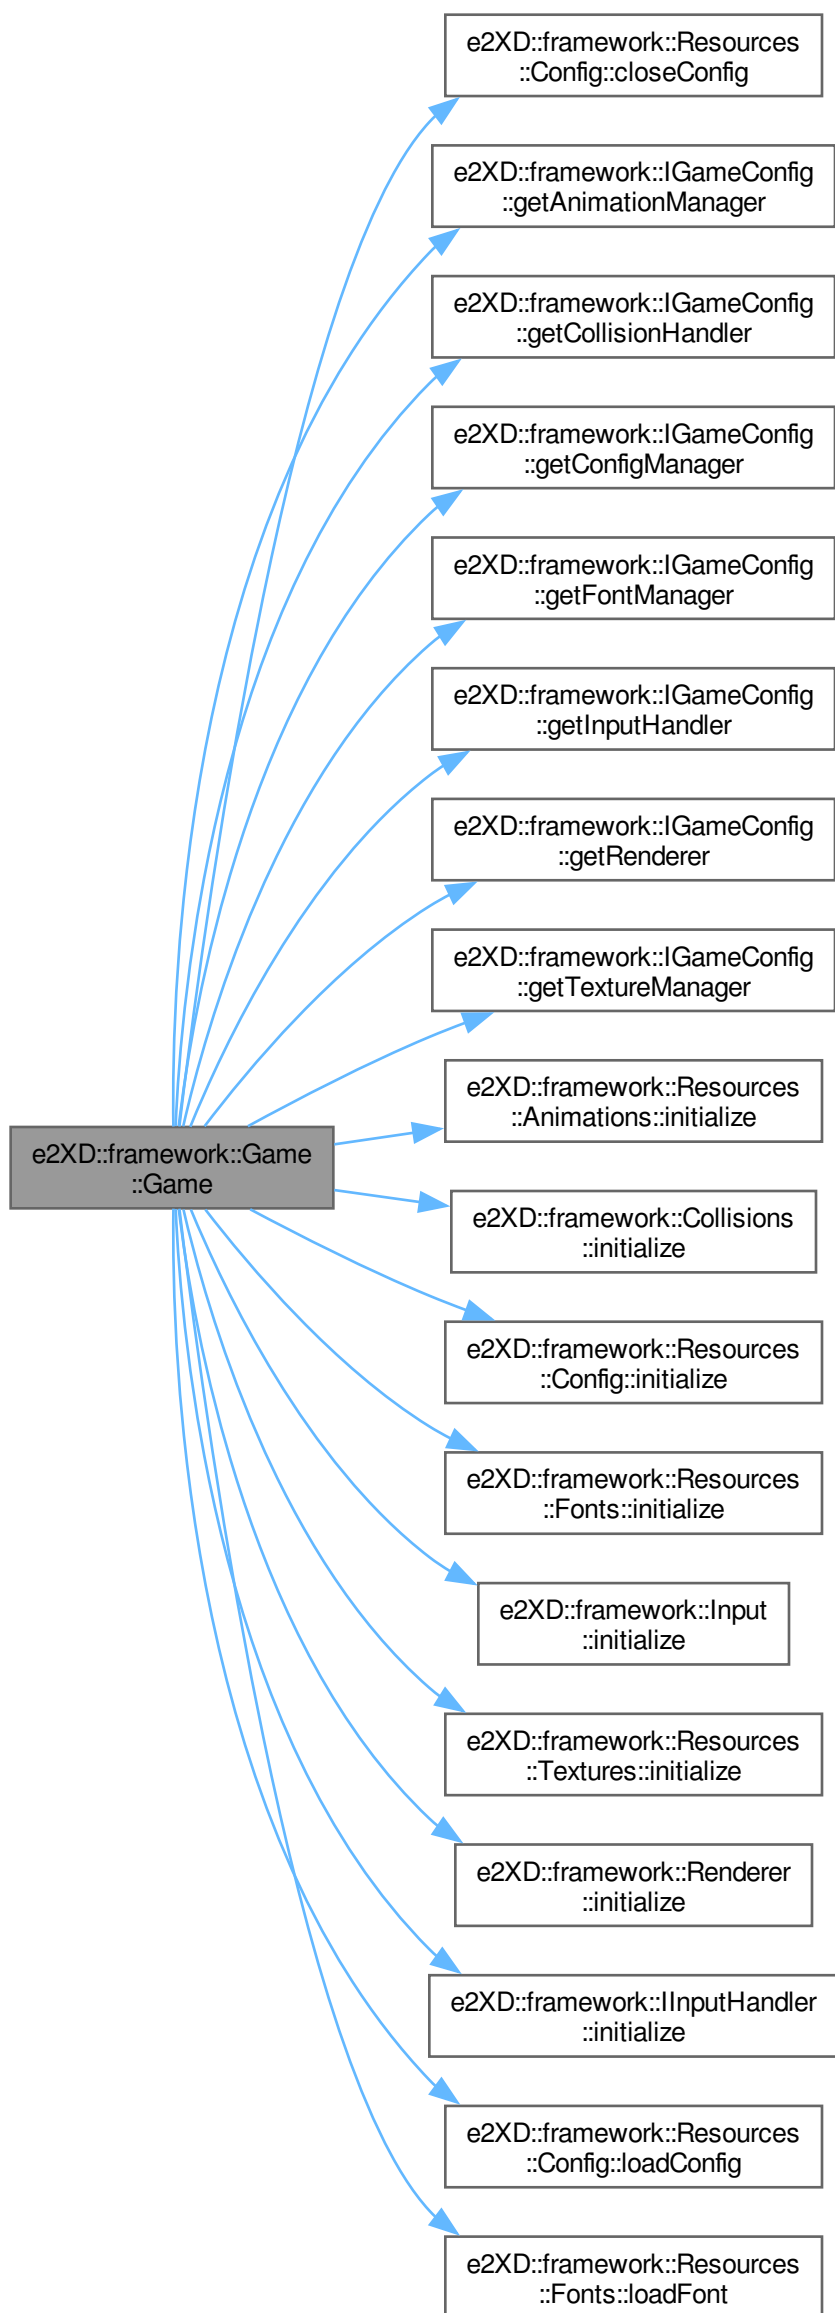 e2XD::framework::Resources
::Config::closeConfig
e2XD::framework::IGameConfig
::getAnimationManager
e2XD::framework::IGameConfig
::getCollisionHandler
e2XD::framework::IGameConfig
::getConfigManager
e2XD::framework::IGameConfig
::getFontManager
e2XD::framework::IGameConfig
::getInputHandler
e2XD::framework::IGameConfig
::getRenderer
e2XD::framework::IGameConfig
::getTextureManager
e2XD::framework::Resources
::Animations::initialize
e2XD::framework::Game
::Game
e2XD::framework::Collisions
::initialize
e2XD::framework::Resources
::Config::initialize
e2XD::framework::Resources
::Fonts::initialize
e2XD::framework::Input
::initialize
e2XD::framework::Resources
::Textures::initialize
e2XD::framework::Renderer
::initialize
e2XD::framework::IInputHandler
::initialize
e2XD::framework::Resources
::Config::loadConfig
e2XD::framework::Resources
::Fonts::loadFont